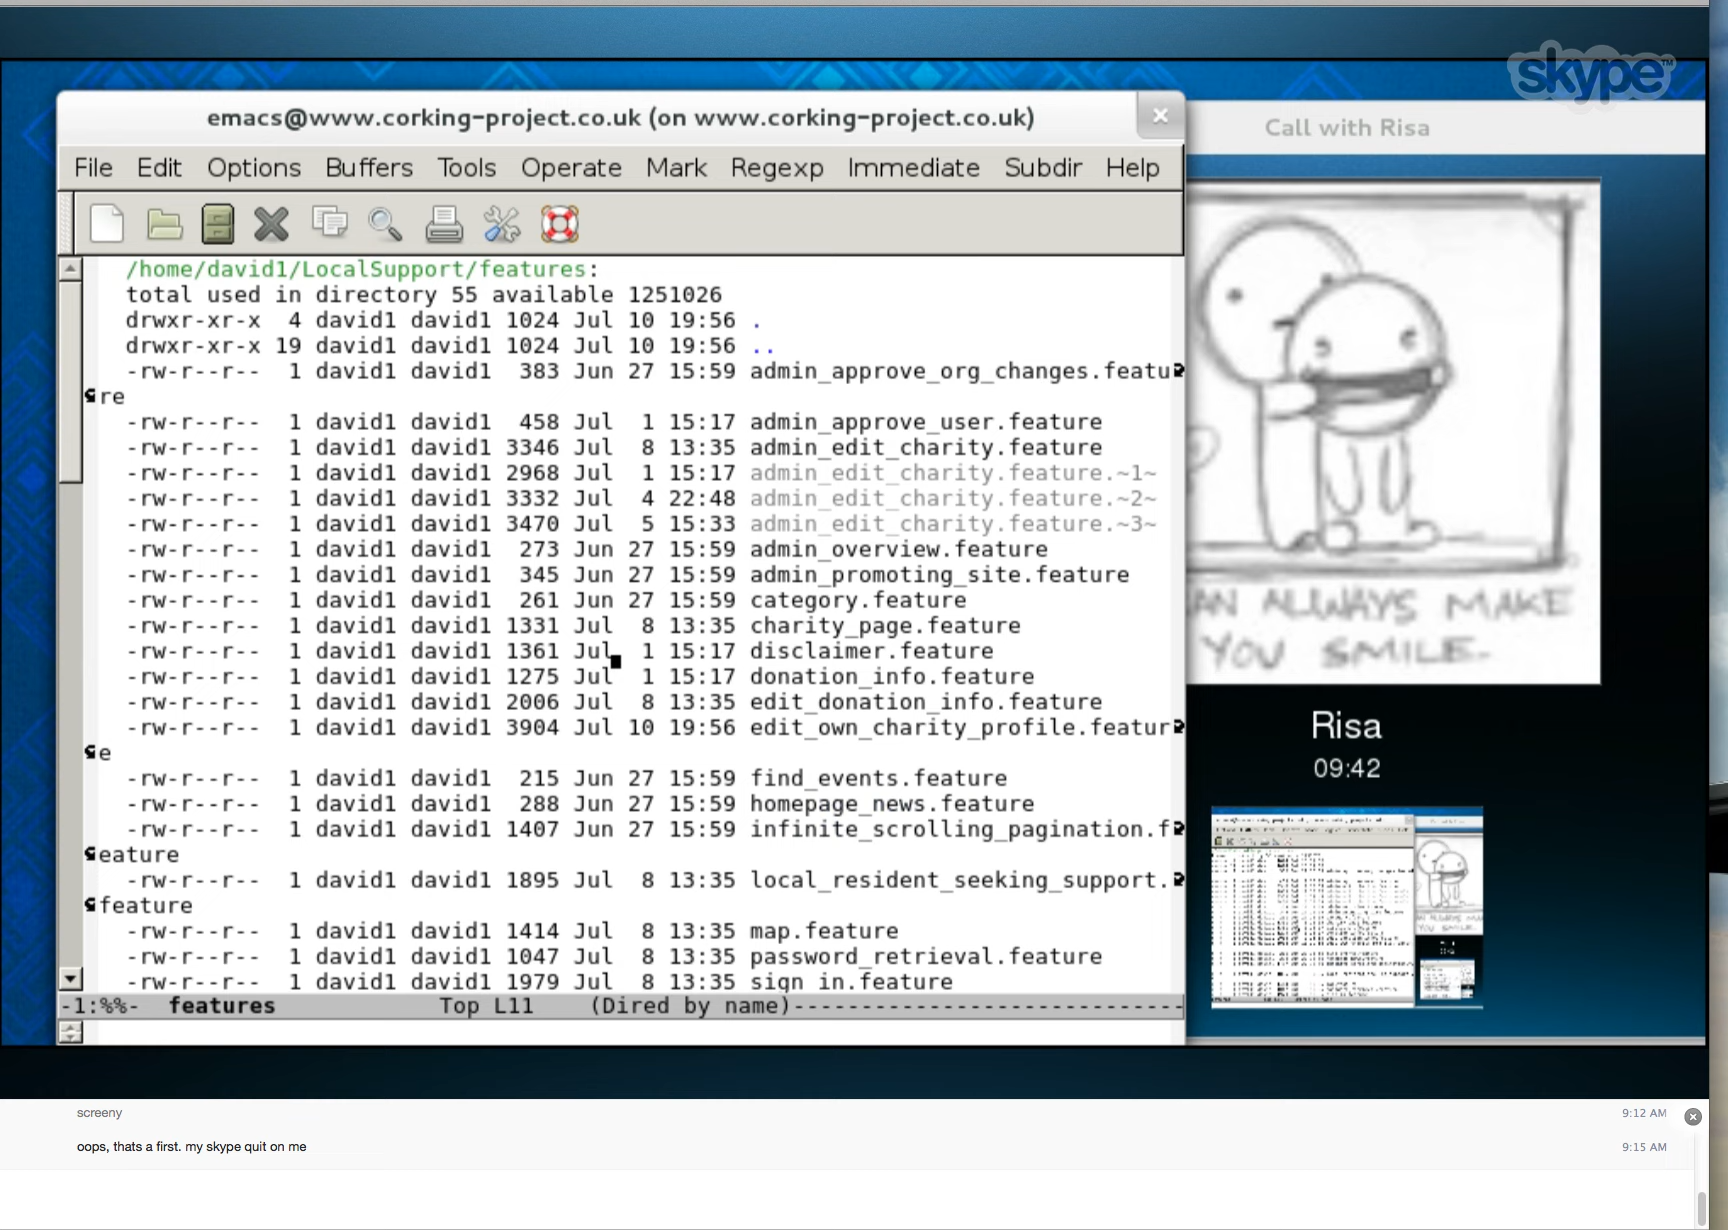 skype™
emacs@www.corking-project.co.uk (on www.corking-project.co.uk)
Call with Risa
File Edit Options Buffers Tools Operate Mark Regexp Immediate Subdir Help
/home/david1/LocalSupport/features:
total used in directory 55 available 1251026
drwxr-xr-x 4 david1 david1 1024 Jul 10 19:56 .
drwxr-xr-x 19 david1 david1 1024 Jul 10 19:56 ..
-rw-r--r-- 1 david1 david1 383 Jun 27 15:59 admin_approve_org_changes.featu
re
-rw-r--r-- 1 david1 david1 458 Jul 1 15:17 admin_approve_user.feature
-rw-r--r-- 1 david1 david1 3346 Jul 8 13:35 admin_edit_charity.feature
-rw-r--r-- 1 david1 david1 2968 Jul 1 15:17 admin_edit_charity.feature.~1~
-rw-r--r-- 1 david1 david1 3332 Jul 4 22:48 admin_edit_charity.feature.~2~
-rw-r--r-- 1 david1 david1 3470 Jul 5 15:33 admin_edit_charity.feature.~3~
-rw-r--r-- 1 david1 david1 273 Jun 27 15:59 admin_overview.feature
-rw-r--r-- 1 david1 david1 345 Jun 27 15:59 admin_promoting_site.feature
-rw-r--r-- 1 david1 david1 261 Jun 27 15:59 category.feature
-rw-r--r-- 1 david1 david1 1331 Jul 8 13:35 charity_page.feature
-rw-r--r-- 1 david1 david1 1361 Jul 1 15:17 disclaimer.feature
-rw-r--r-- 1 david1 david1 1275 Jul 1 15:17 donation_info.feature
-rw-r--r-- 1 david1 david1 2006 Jul 8 13:35 edit_donation_info.feature
-rw-r--r-- 1 david1 david1 3904 Jul 10 19:56 edit_own_charity_profile.featur
e
-rw-r--r-- 1 david1 david1 215 Jun 27 15:59 find_events.feature
-rw-r--r-- 1 david1 david1 288 Jun 27 15:59 homepage_news.feature
-rw-r--r-- 1 david1 david1 1407 Jun 27 15:59 infinite_scrolling_pagination.f
eature
-rw-r--r-- 1 david1 david1 1895 Jul 8 13:35 local_resident_seeking_support.
feature
-rw-r--r-- 1 david1 david1 1414 Jul 8 13:35 map.feature
-rw-r--r-- 1 david1 david1 1047 Jul 8 13:35 password_retrieval.feature
-rw-r--r-- 1 david1 david1 1979 Jul 8 13:35 sign_in.feature
-1:%%- features Top L11 (Dired by name)----------------------------
AN ALWAYS MAKE
YOU SMILE.
Risa
09:42
screeny 9:12 AM
oops, thats a first. my skype quit on me 9:15 AM